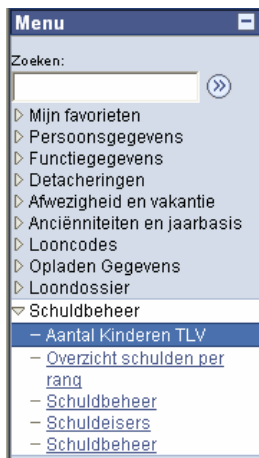 Menu
Zoeken:
Mijn favorieten
Persoonsgegevens
Functiegegevens
Detacheringen
Afwezigheid en vakantie
Anciënniteiten en jaarbasis
Looncodes
Opladen Gegevens
Loondossier
Schuldbeheer
– Aantal Kinderen TLV
– Overzicht schulden per
rang
– Schuldbeheer
– Schuldeisers
– Schuldbeheer